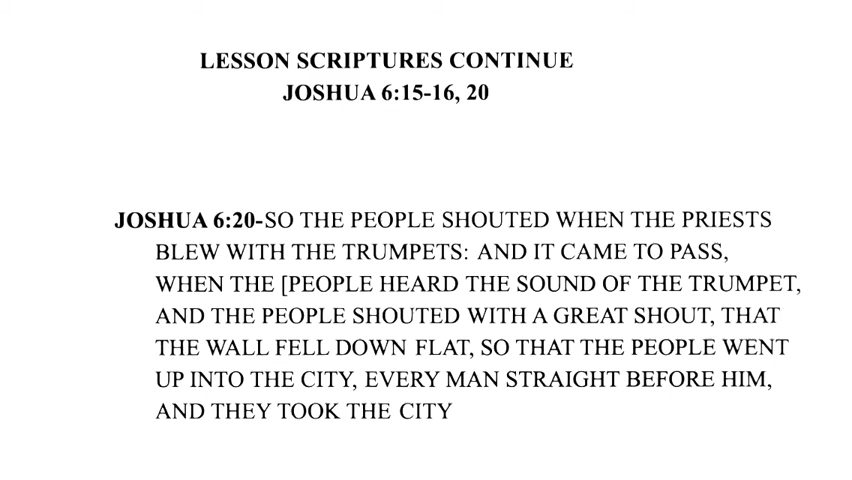 LESSON SCRIPTURES CONTINUE
JOSHUA 6:15-16, 20
JOSHUA 6:20-SO THE PEOPLE SHOUTED WHEN THE PRIESTS
BLEW WITH THE TRUMPETS: AND IT CAME TO PASS,
WHEN THE [PEOPLE HEARD THE SOUND OF THE TRUMPET,
AND THE PEOPLE SHOUTED WITH A GREAT SHOUT, THAT
THE WALL FELL DOWN FLAT, SO THAT THE PEOPLE WENT
UP INTO THE CITY, EVERY MAN STRAIGHT BEFORE HIM,
AND THEY TOOK THE CITY